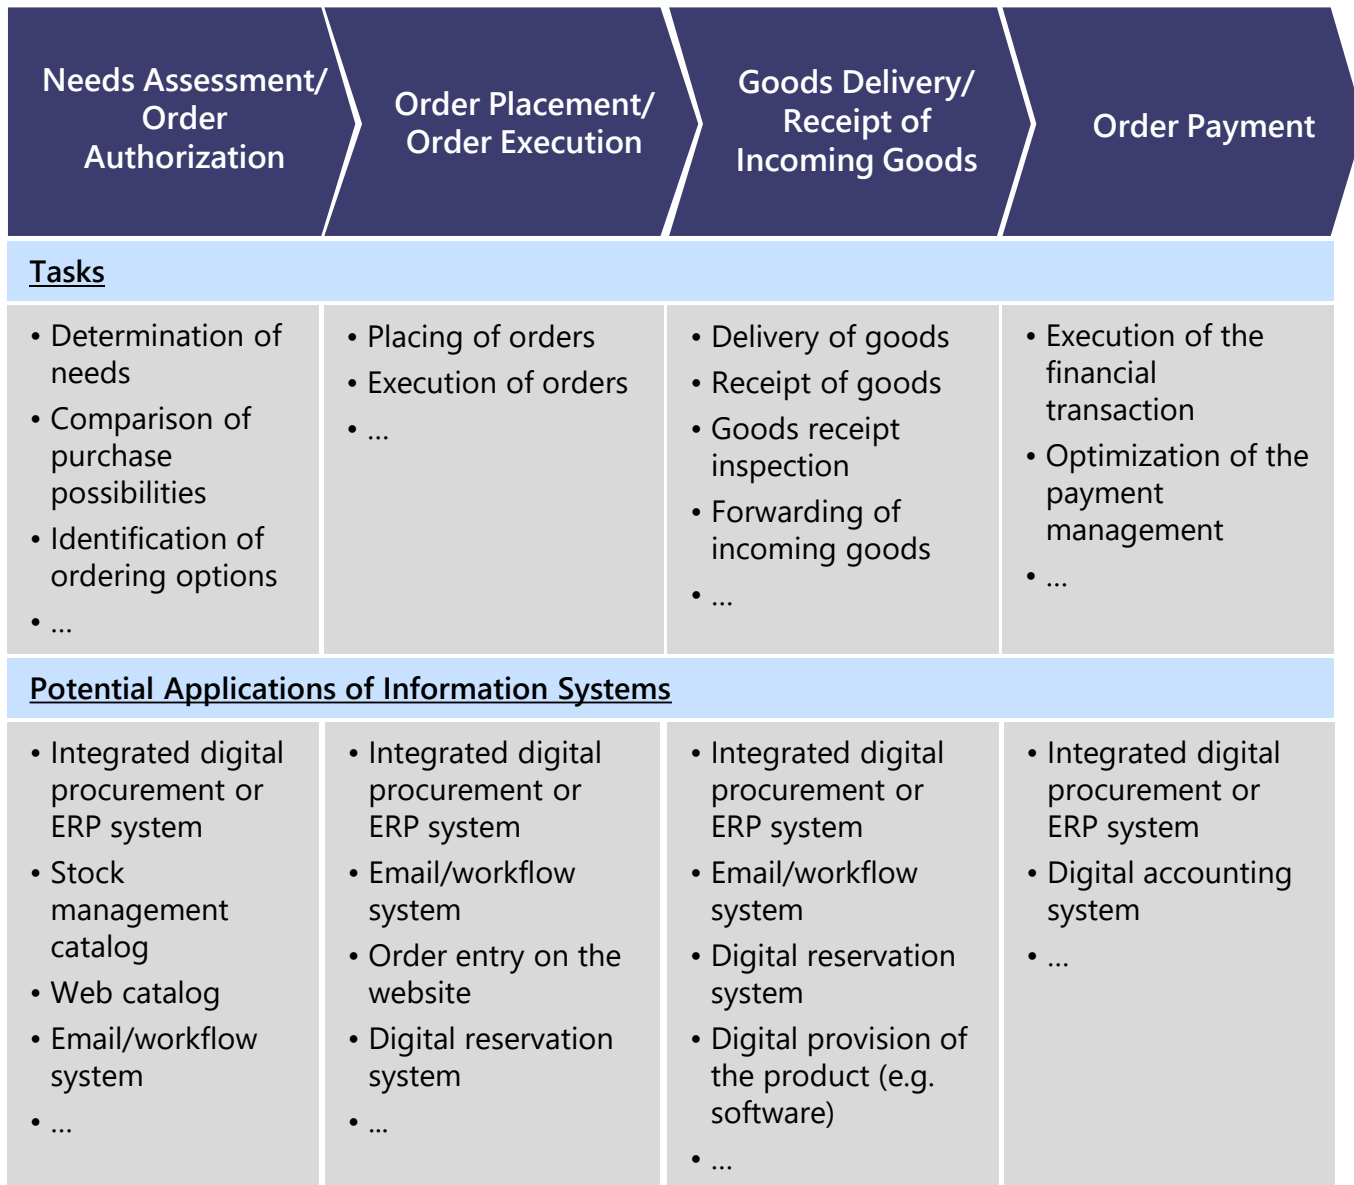 Needs Assessment/
Order
Authorization
Order Placement/
Order Execution
Goods Delivery/
Receipt of
Incoming Goods
Order Payment
Tasks
• Determination of
needs
• Comparison of
purchase
possibilities
• Identification of
ordering options
• ...
• Placing of orders
• Execution of orders
• ...
• Delivery of goods
• Receipt of goods
• Goods receipt
inspection
• Forwarding of
incoming goods
• ...
• Execution of the
financial
transaction
• Optimization of the
payment
management
• ...
Potential Applications of Information Systems
• Integrated digital
procurement or
ERP system
• Stock
management
catalog
• Web catalog
• Email/workflow
system
• ...
• Integrated digital
procurement or
ERP system
• Email/workflow
system
• Order entry on the
website
• Digital reservation
system
• ...
• Integrated digital
procurement or
ERP system
• Email/workflow
system
• Digital reservation
system
• Digital provision of
the product (e.g.
software)
• ...
• Integrated digital
procurement or
ERP system
• Digital accounting
system
• ...